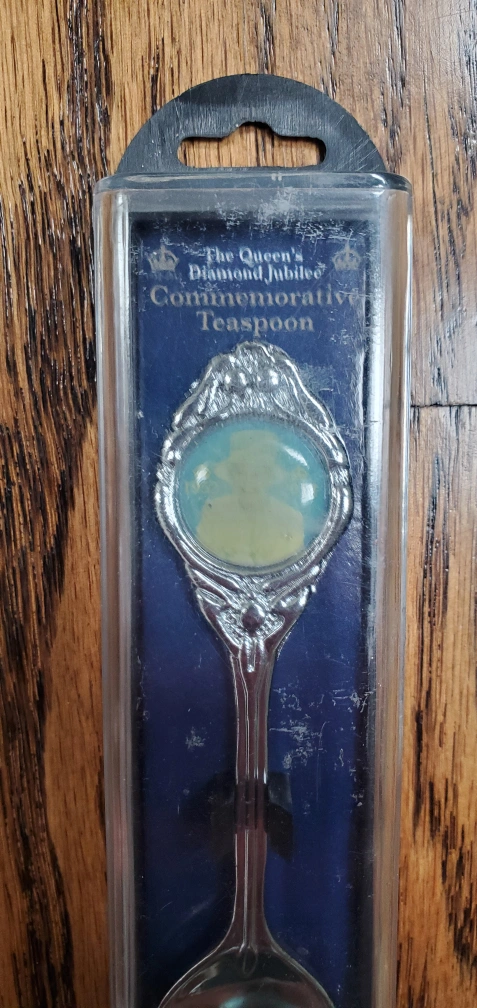 The Queen's
Diamond Jubilee
Commemorative
Teaspoon